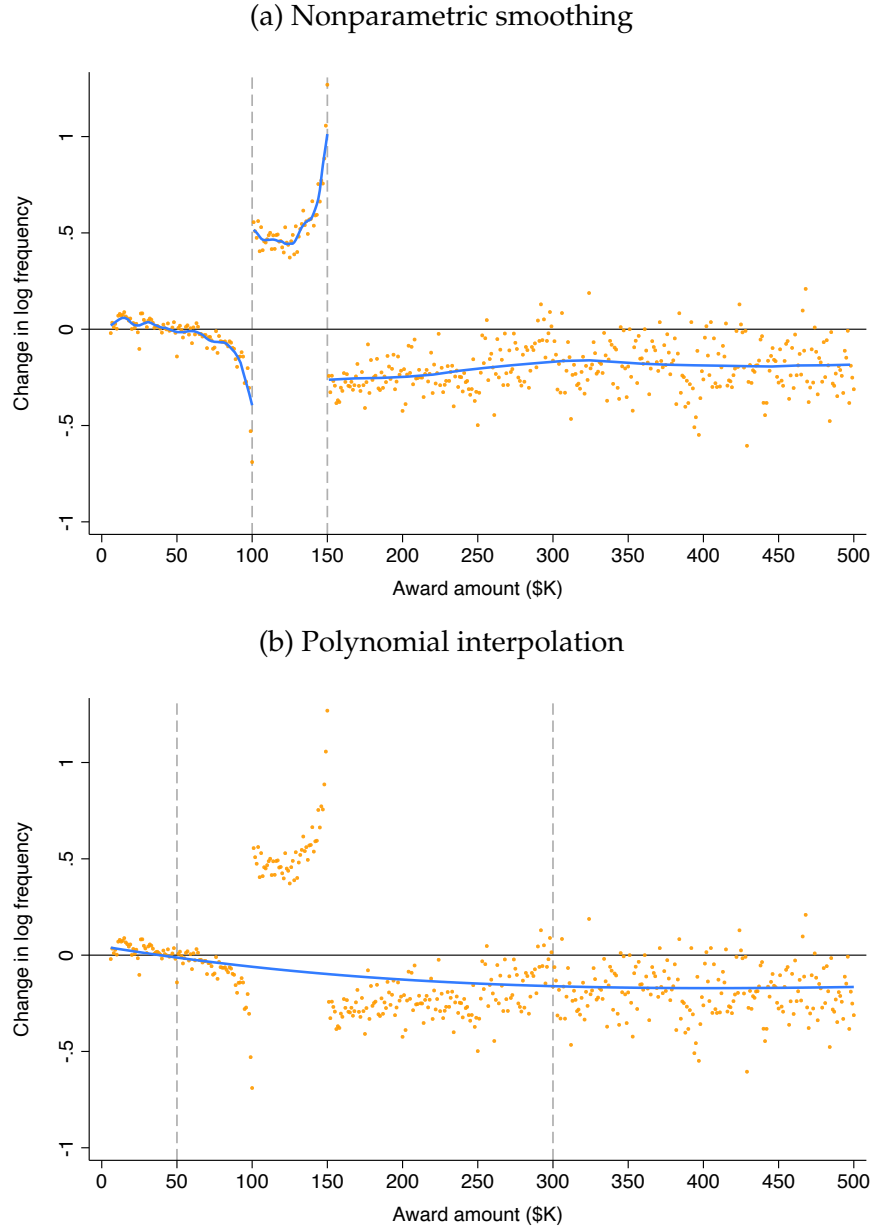 (a) Nonparametric smoothing
Change in log frequency
1
.5
0
-.5
-1
0 50 100 150 200 250 300 350 400 450 500
Award amount ($K)
(b) Polynomial interpolation
Change in log frequency
1
.5
0
-.5
-1
0 50 100 150 200 250 300 350 400 450 500
Award amount ($K)